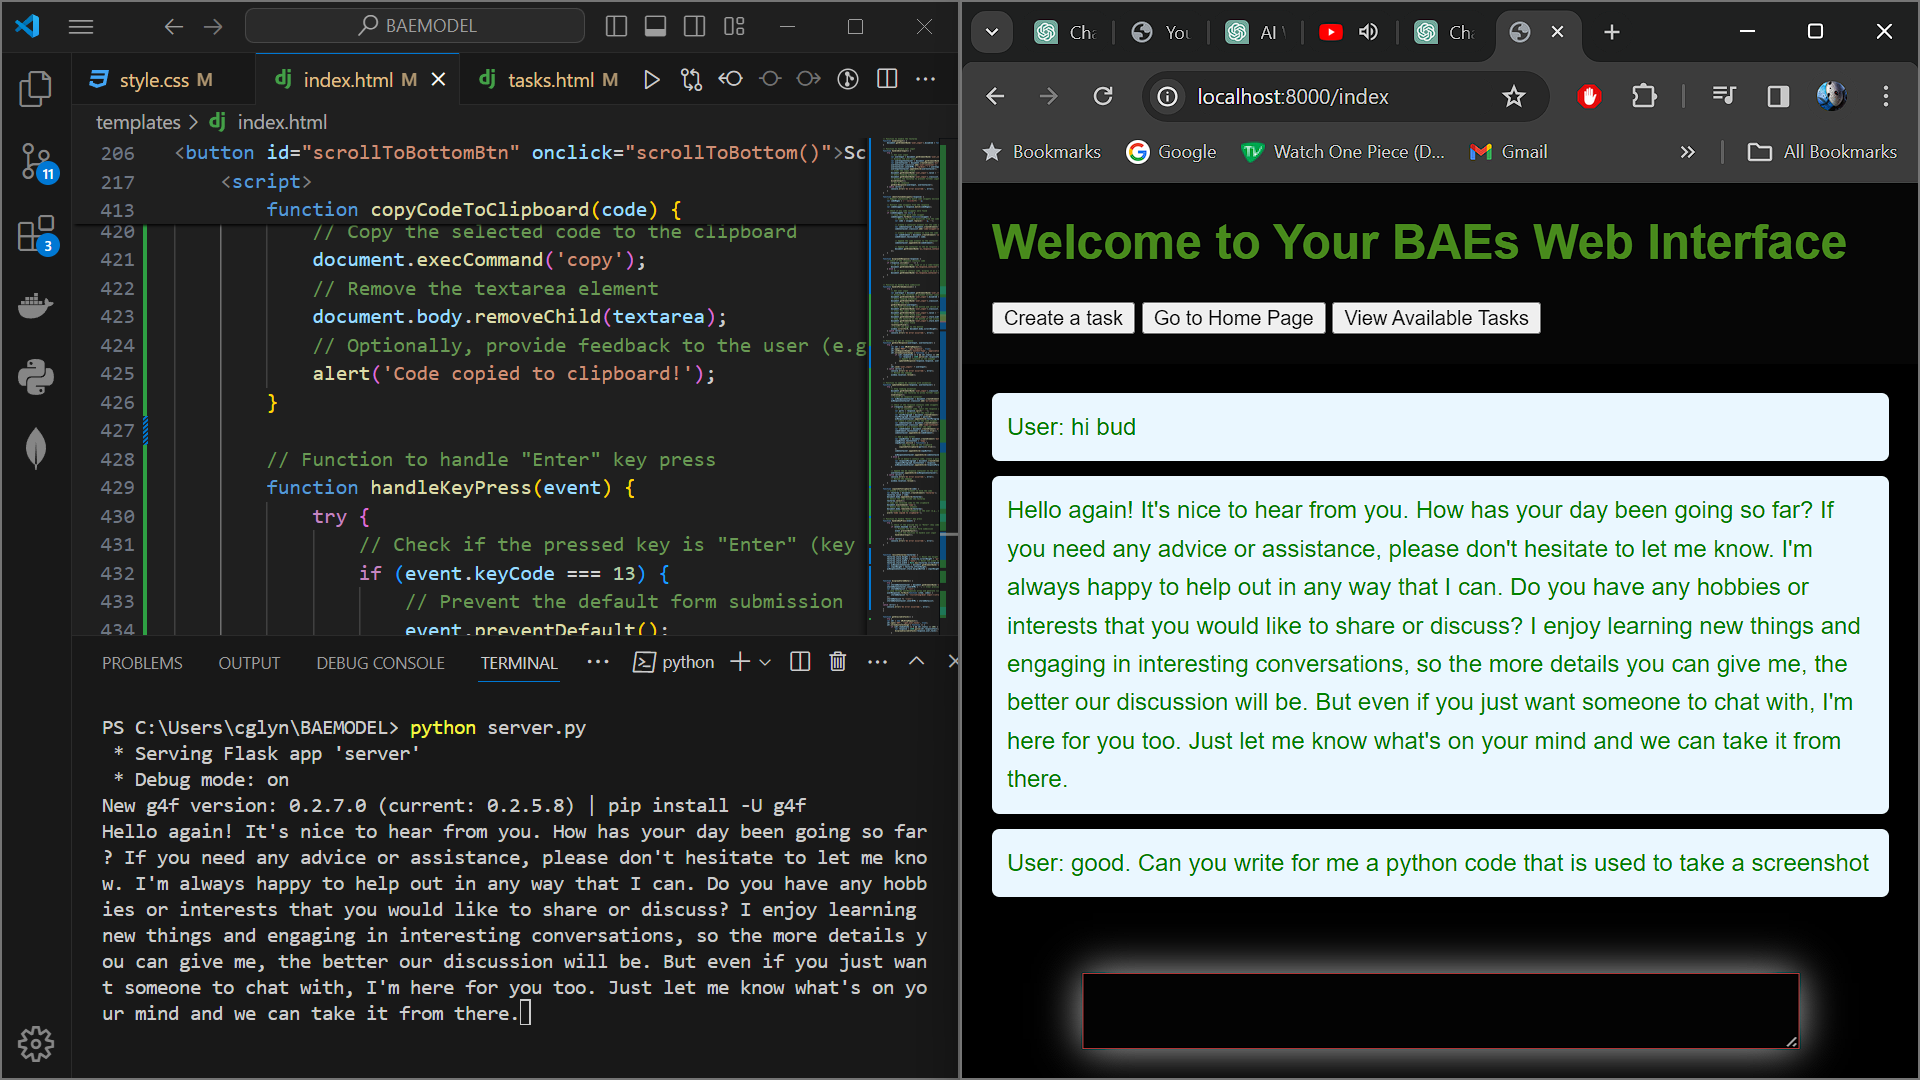 BAEMODEL
style.css M
index.html M
tasks.html M
templates > index.html
206 <button id="scrollToBottomBtn" onclick="scrollToBottom()">Sc
217 <script>
413 function copyCodeToClipboard(code) {
420 // Copy the selected code to the clipboard
421 document.execCommand('copy');
422 // Remove the textarea element
423 document.body.removeChild(textarea);
424 // Optionally, provide feedback to the user (e.g
425 alert('Code copied to clipboard!');
426 }
427
428 // Function to handle "Enter" key press
429 function handleKeyPress(event) {
430 try {
431 // Check if the pressed key is "Enter" (key
432 if (event.keyCode === 13) {
433 // Prevent the default form submission
434 event.preventDefault();
11
3
PROBLEMS OUTPUT DEBUG CONSOLE TERMINAL python
PS C:\Users\cglyn\BAEMODEL> python server.py
* Serving Flask app 'server'
* Debug mode: on
New g4f version: 0.2.7.0 (current: 0.2.5.8) | pip install -U g4f
Hello again! It's nice to hear from you. How has your day been going so far
? If you need any advice or assistance, please don't hesitate to let me kno
w. I'm always happy to help out in any way that I can. Do you have any hobb
ies or interests that you would like to share or discuss? I enjoy learning
new things and engaging in interesting conversations, so the more details y
ou can give me, the better our discussion will be. But even if you just wan
t someone to chat with, I'm here for you too. Just let me know what's on yo
ur mind and we can take it from there.
Cha
You
AI
Cha
localhost:8000/index
Bookmarks Google Watch One Piece (D... Gmail » All Bookmarks
Welcome to Your BAEs Web Interface
Create a task Go to Home Page View Available Tasks
User: hi bud
Hello again! It's nice to hear from you. How has your day been going so far? If
you need any advice or assistance, please don't hesitate to let me know. I'm
always happy to help out in any way that I can. Do you have any hobbies or
interests that you would like to share or discuss? I enjoy learning new things and
engaging in interesting conversations, so the more details you can give me, the
better our discussion will be. But even if you just want someone to chat with, I'm
here for you too. Just let me know what's on your mind and we can take it from
there.
User: good. Can you write for me a python code that is used to take a screenshot